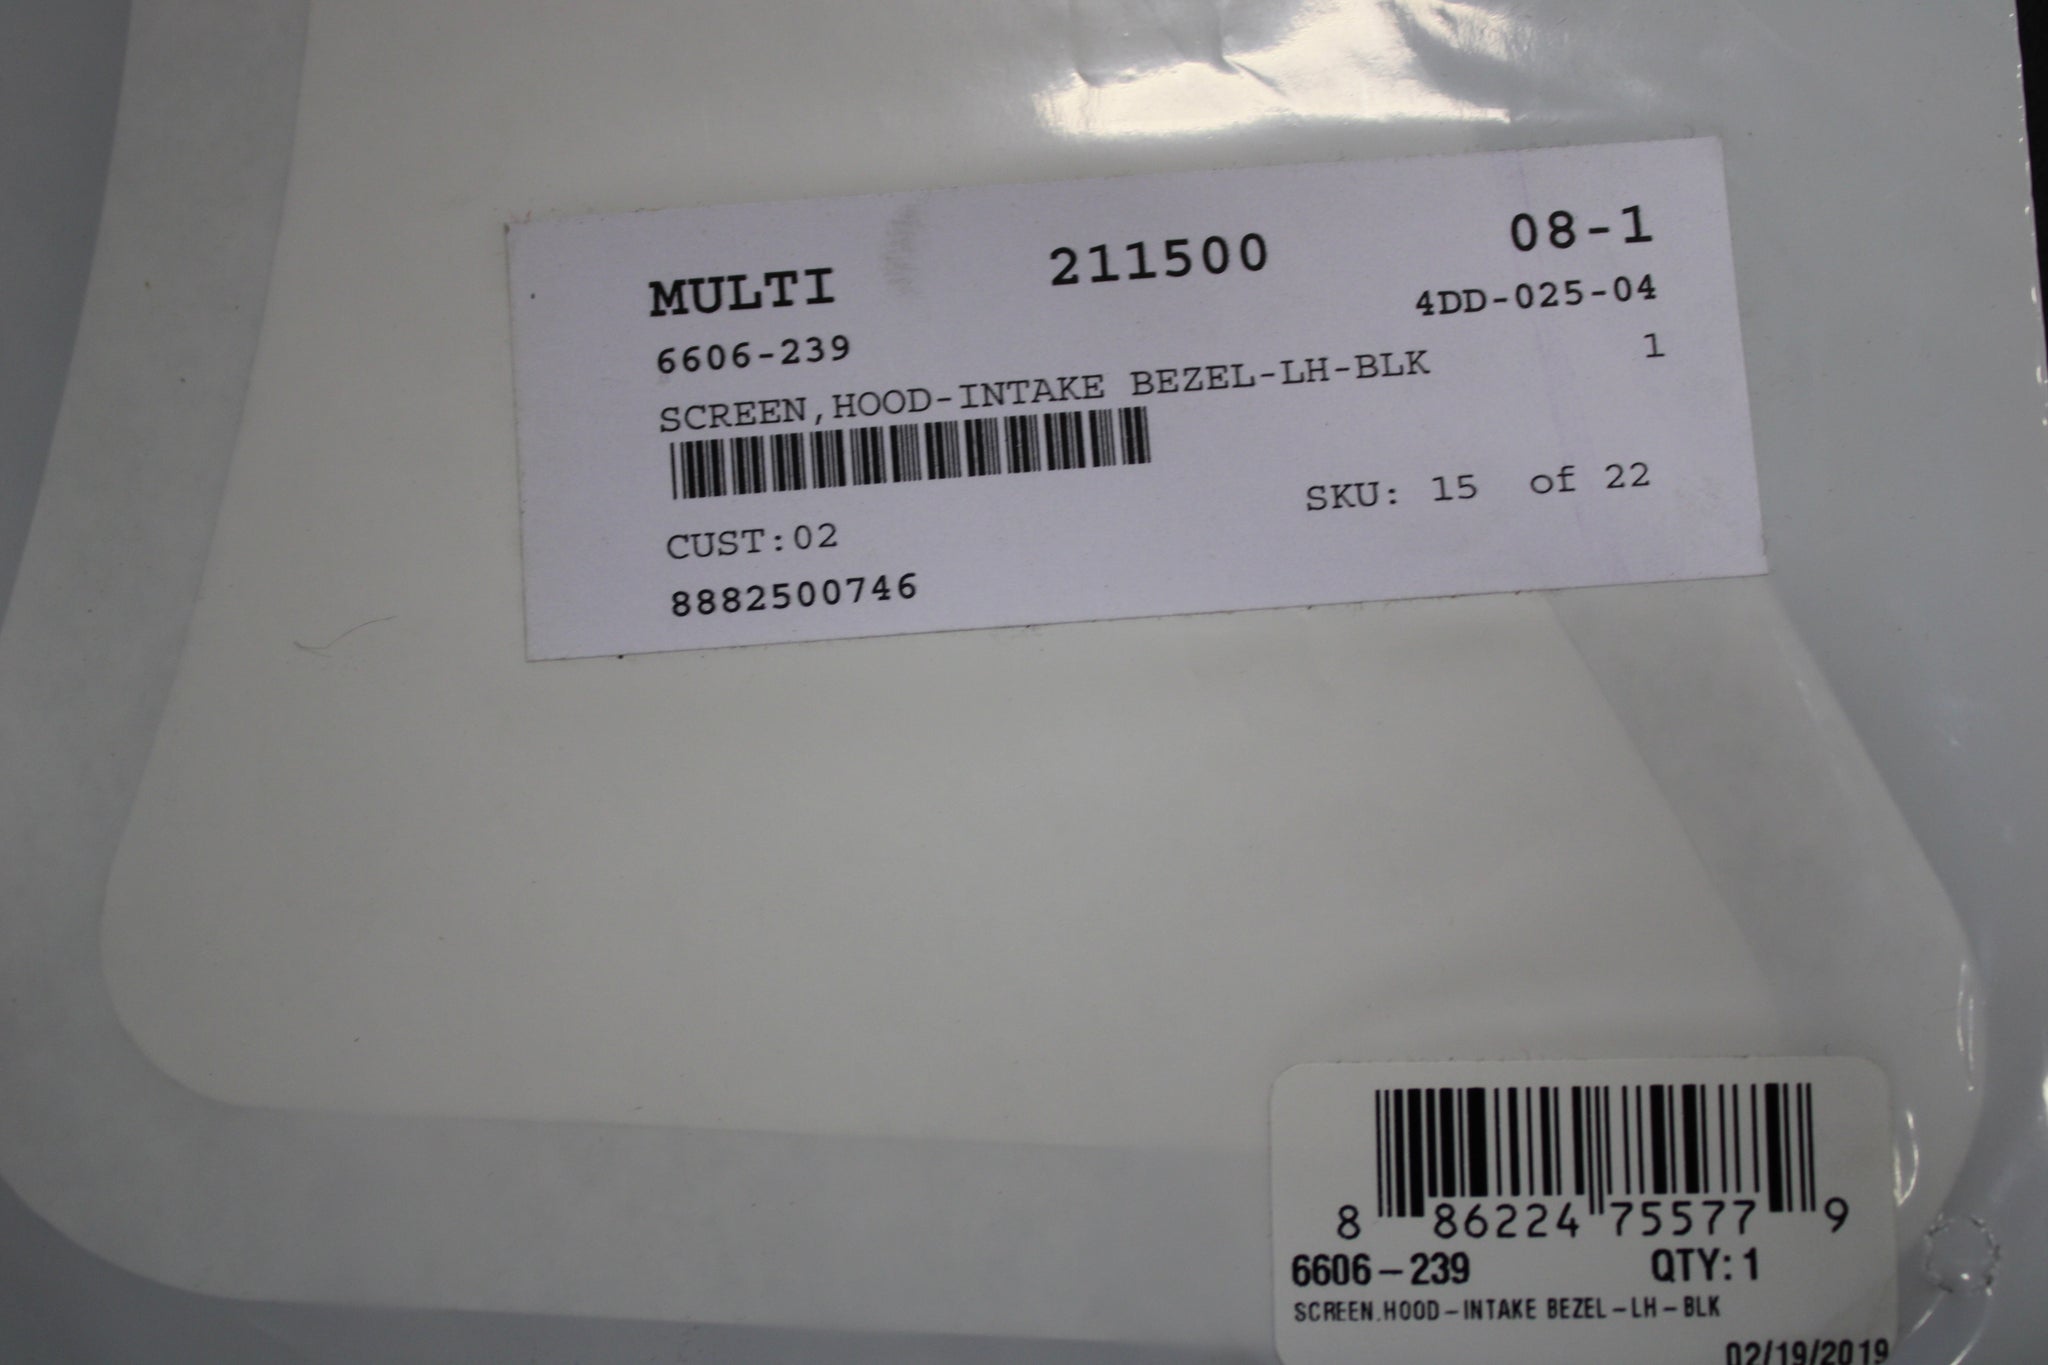 MULTI 211500 08-1
6606-239 4DD-025-04
SCREEN,HOOD-INTAKE BEZEL-LH-BLK 1
SKU: 15 of 22
CUST:02
8882500746
8 86224 75577 9
6606-239 QTY: 1
SCREEN.HOOD-INTAKE BEZEL-LH-BLK
02/19/2019